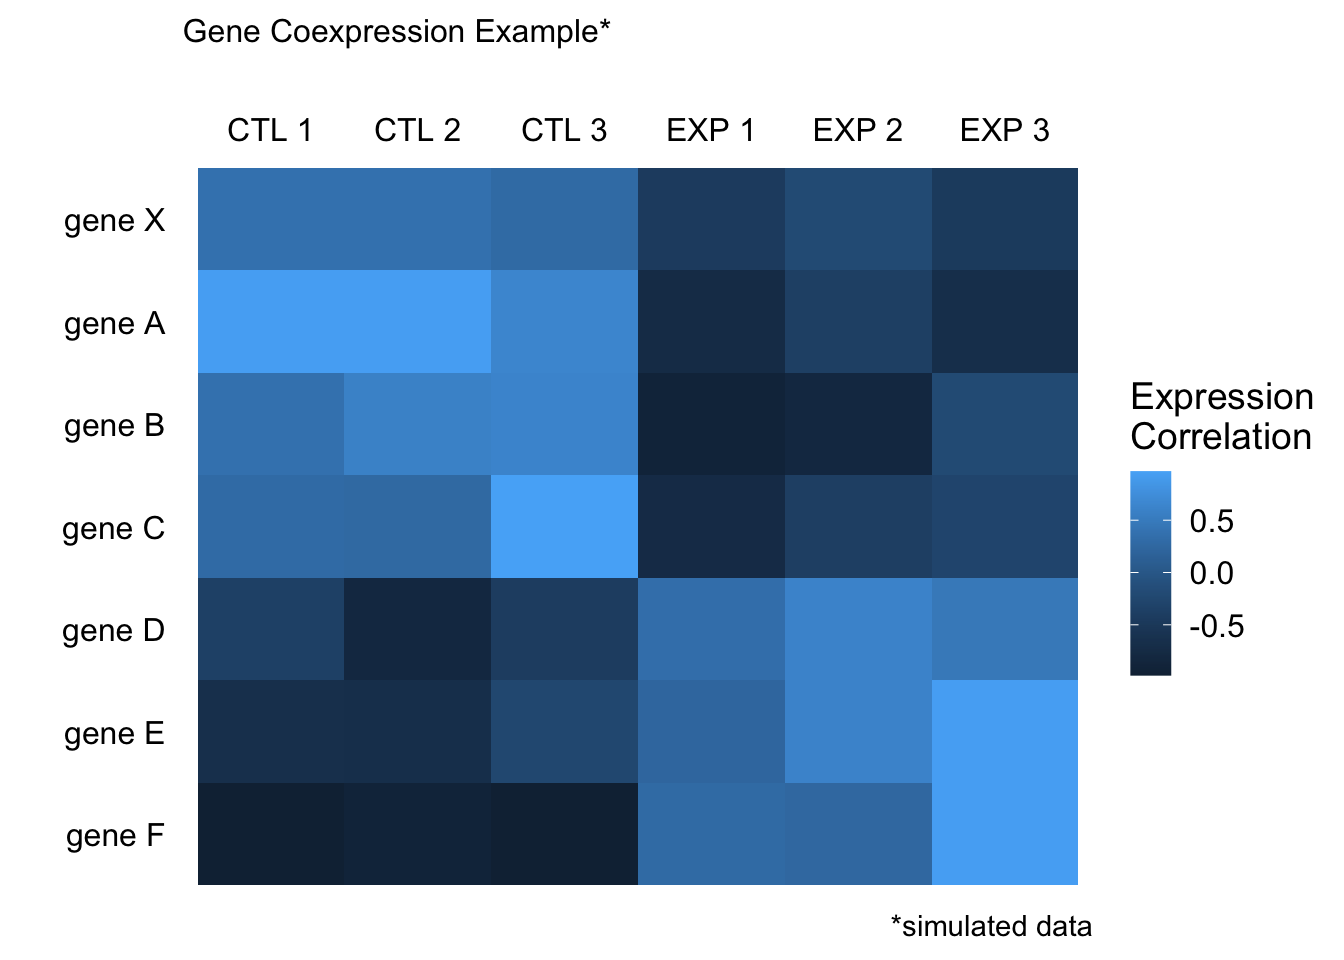 Gene Coexpression Example*
CTL 1 CTL 2 CTL 3 EXP 1 EXP 2 EXP 3
gene X
gene A
gene B
gene C
gene D
gene E
gene F
Expression
Correlation
0.5
0.0
-0.5
*simulated data